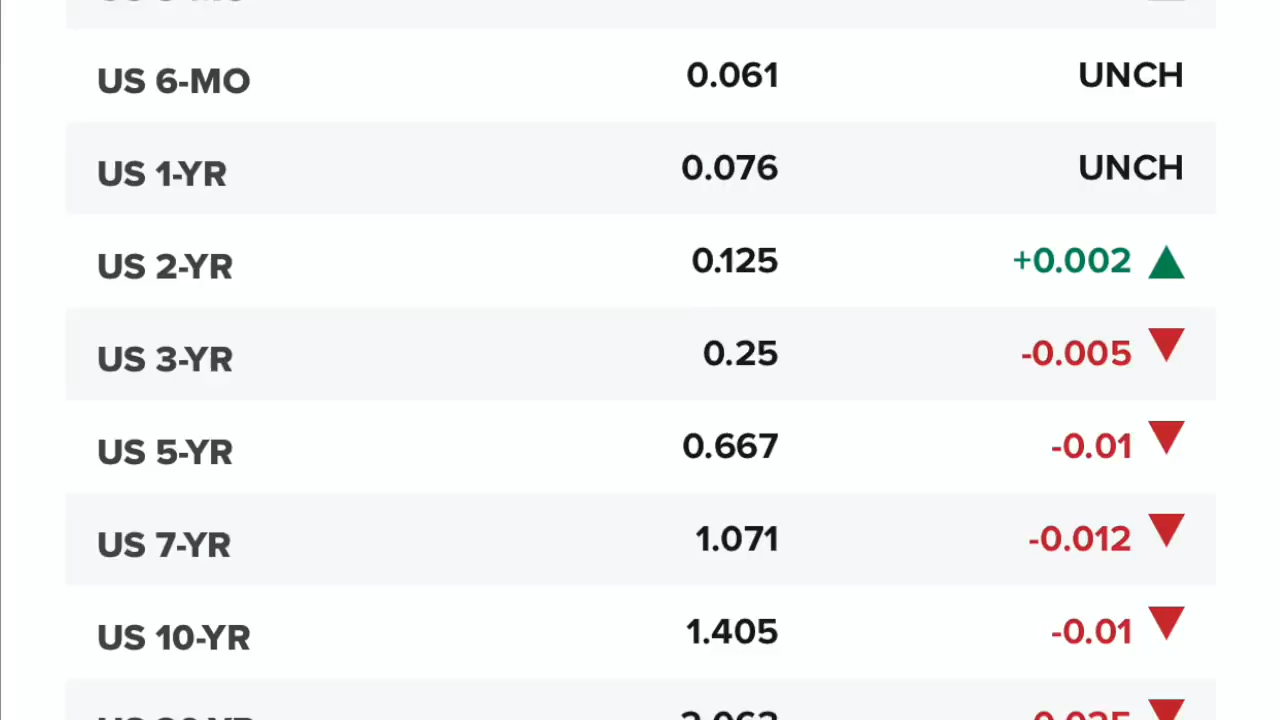 US 6-MO 0.061 UNCH
US 1-YR 0.076 UNCH
US 2-YR 0.125 +0.002
US 3-YR 0.25 -0.005
US 5-YR 0.667 -0.01
US 7-YR 1.071 -0.012
US 10-YR 1.405 -0.01